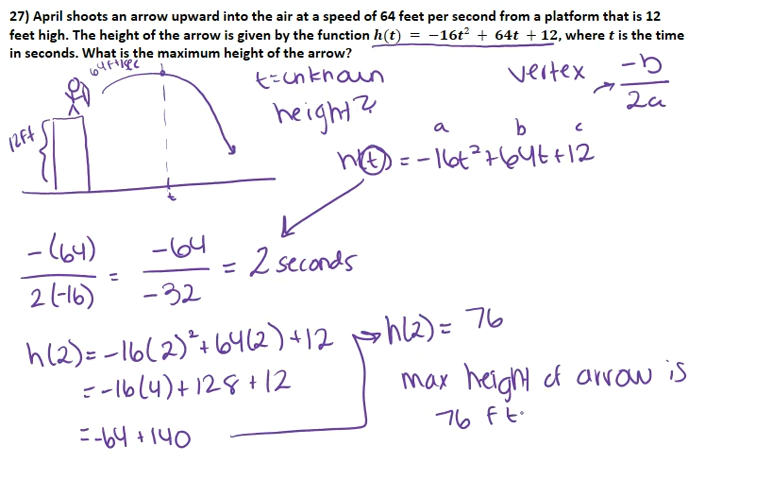 27) April shoots an arrow upward into the air at a speed of 64 feet per second from a platform that is 12
feet high. The height of the arrow is given by the function h(t) = −16t² + 64t + 12, where t is the time
in seconds. What is the maximum height of the arrow?
64ft/sec
t=unknown
vertex → -b/2a
height?
12ft
a b c
h(t) = -16t²+64t+12
t
-(64)/2(-16) = -64/-32 = 2 seconds
h(2)= -16(2)²+64(2)+12 → h(2)= 76
= -16(4)+128+12
max height of arrow is
76 ft.
= -64+140